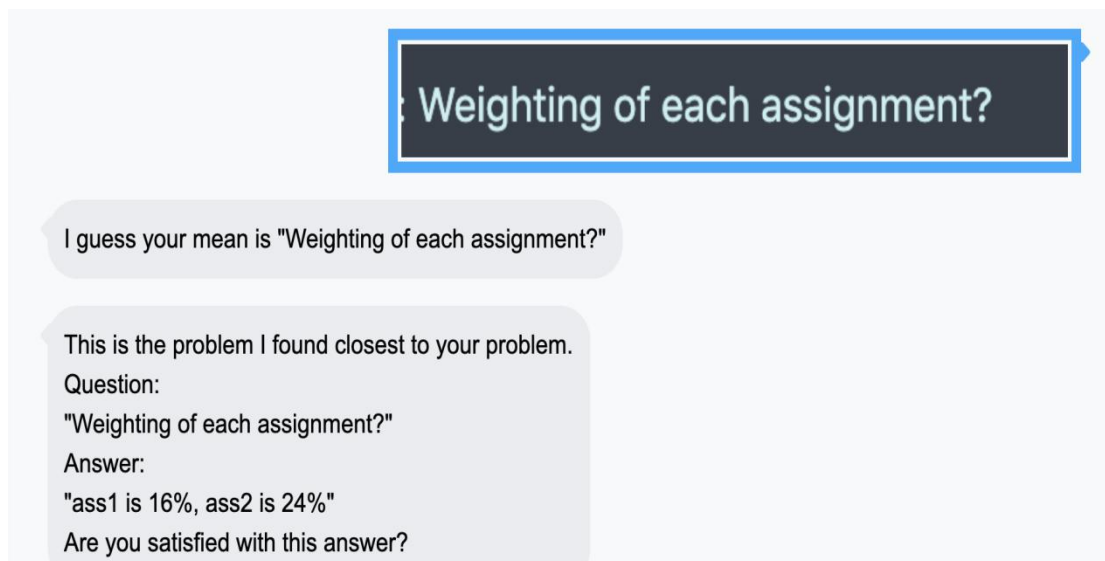 : Weighting of each assignment?
I guess your mean is "Weighting of each assignment?"
This is the problem I found closest to your problem.
Question:
"Weighting of each assignment?"
Answer:
"ass1 is 16%, ass2 is 24%"
Are you satisfied with this answer?